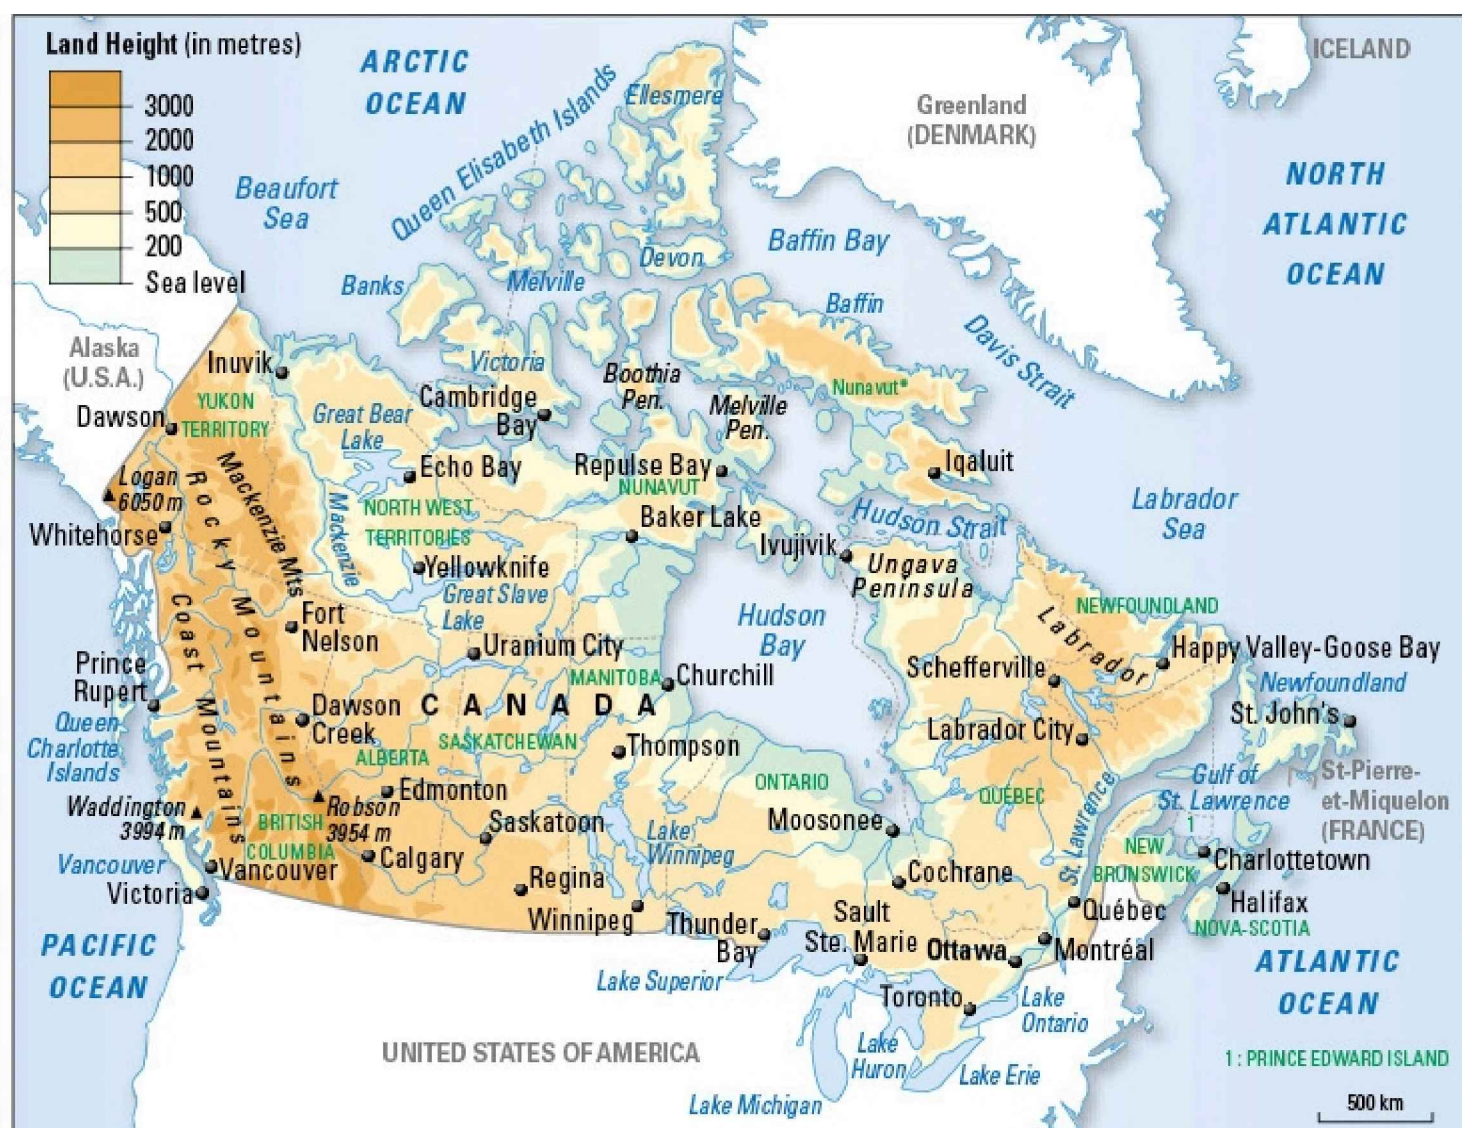 Land Height (in metres)
3000
2000
1000
500
200
Sea level
ARCTIC
OCEAN
Beaufort
Sea
Queen Elisabeth Islands
Ellesmere
Greenland
(DENMARK)
ICELAND
NORTH
ATLANTIC
OCEAN
Baffin Bay
Devon
Melville
Banks
Baffin
Davis Strait
Alaska
(U.S.A.)
Inuvik
Victoria
Boothia
Pen.
Nunavut*
YUKON
TERRITORY
Dawson
Great Bear
Lake
Cambridge
Bay
Melville
Pen.
Logan
6050 m
Rocky Mountains
Mackenzie Mts
Echo Bay
Repulse Bay
NUNAVUT
Iqaluit
Whitehorse
Mackenzie
NORTH WEST
TERRITORIES
Baker Lake
Ivujivik
Hudson Strait
Labrador
Sea
Yellowknife
Great Slave
Lake
Ungava
Peninsula
Coast Mountains
Fort
Nelson
Uranium City
Hudson
Bay
NEWFOUNDLAND
Labrador
Happy Valley-Goose Bay
Prince
Rupert
MANITOBA
Churchill
Schefferville
Newfoundland
St. John's
Queen
Charlotte
Islands
Dawson
Creek
CANADA
ALBERTA
SASKATCHEWAN
Thompson
Labrador City
ONTARIO
QUÉBEC
St. Lawrence
Gulf of
St. Lawrence
1
St-Pierre-
et-Miquelon
(FRANCE)
Waddington
3994 m
BRITISH
COLUMBIA
Robson
3954 m
Edmonton
Saskatoon
Lake
Winnipeg
Moosonee
NEW
BRUNSWICK
Charlottetown
Vancouver
Vancouver
Victoria
Calgary
Regina
Winnipeg
Cochrane
Québec
Halifax
NOVA-SCOTIA
Thunder
Bay
Sault
Ste. Marie
Ottawa
Montréal
PACIFIC
OCEAN
Lake Superior
Toronto
Lake
Ontario
ATLANTIC
OCEAN
UNITED STATES OF AMERICA
Lake
Huron
Lake Erie
Lake Michigan
1 : PRINCE EDWARD ISLAND
500 km